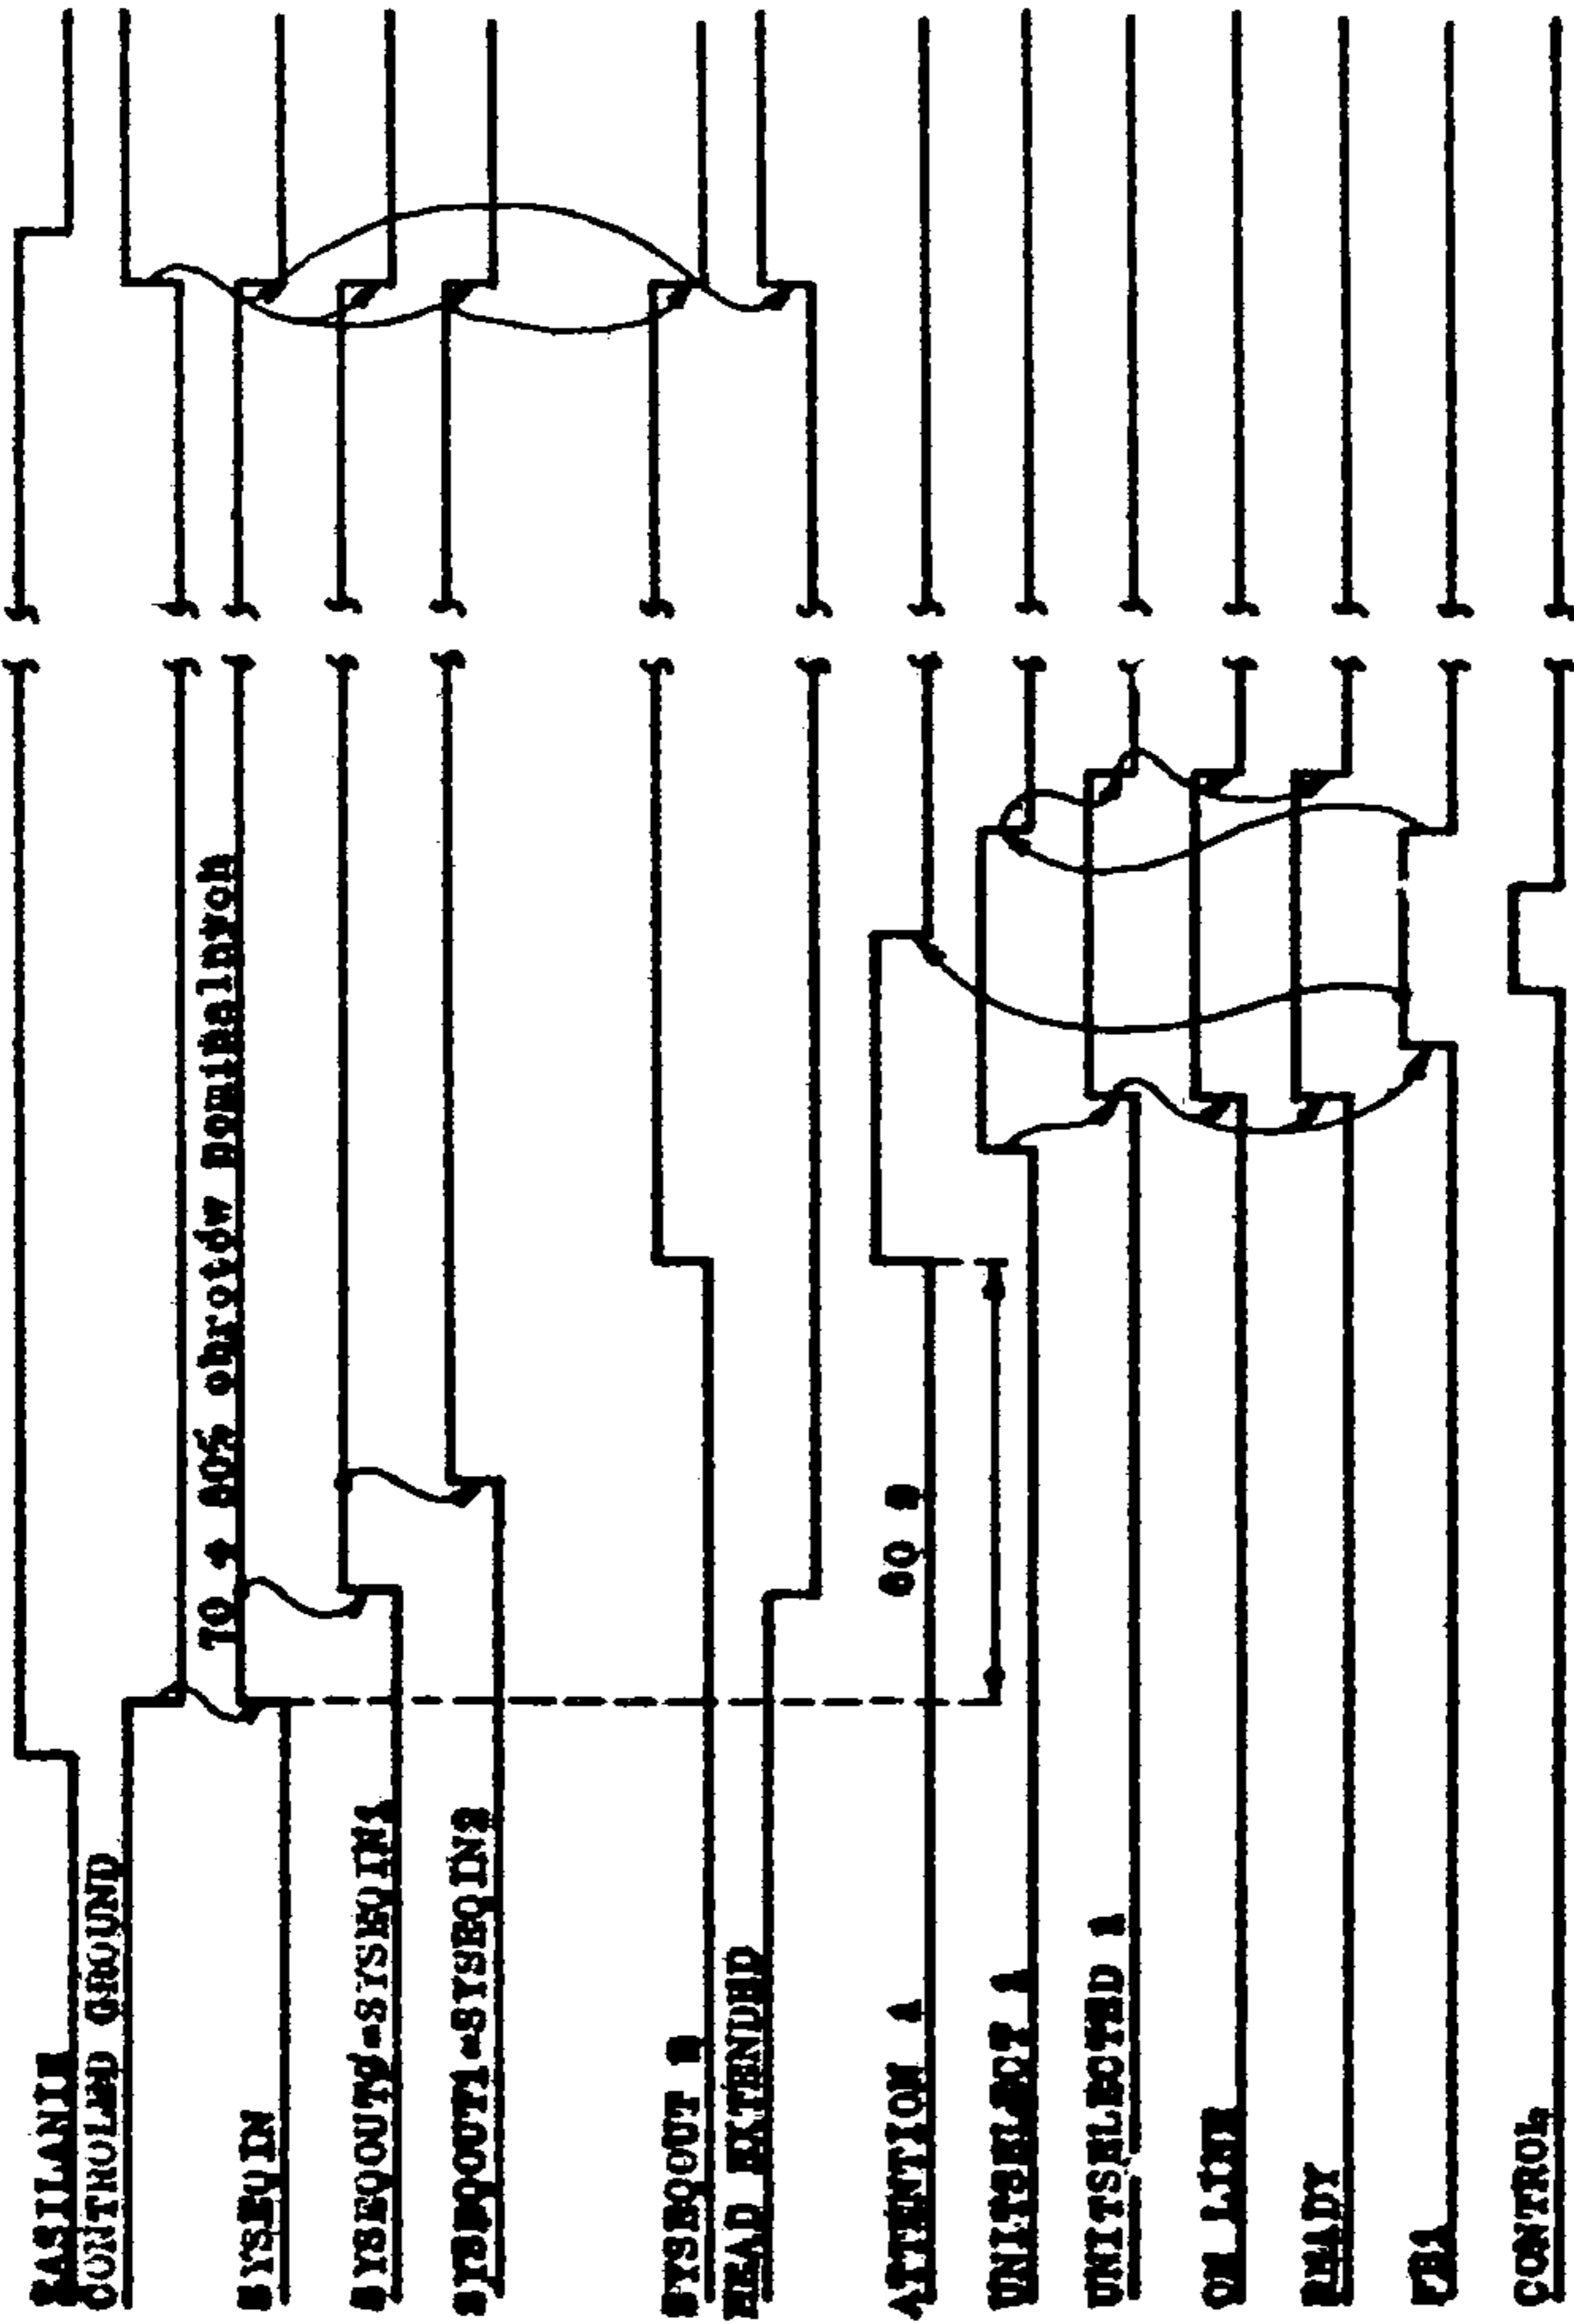 ZASILANIE
CONTROLED GROUND
70 ÷ 80% obrotów nominalnych
SYSEQIN
SYSEQOUT0-SYSEQIN1
SYSEQOUT1-SYSEQIN2
SYSEQOUT
HEAD EXTENDED
60 s
ATTENTION A
UNITSELECT A
UNITSELECTED A
ON LINE
READY
CONTROL